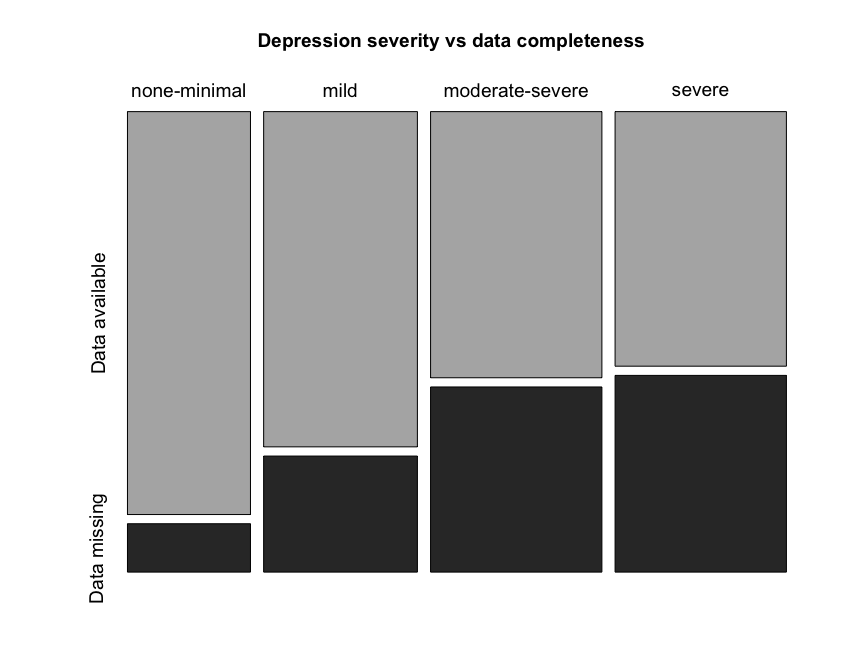 Depression severity vs data completeness
none-minimal
mild
moderate-severe
severe
Data available
Data missing